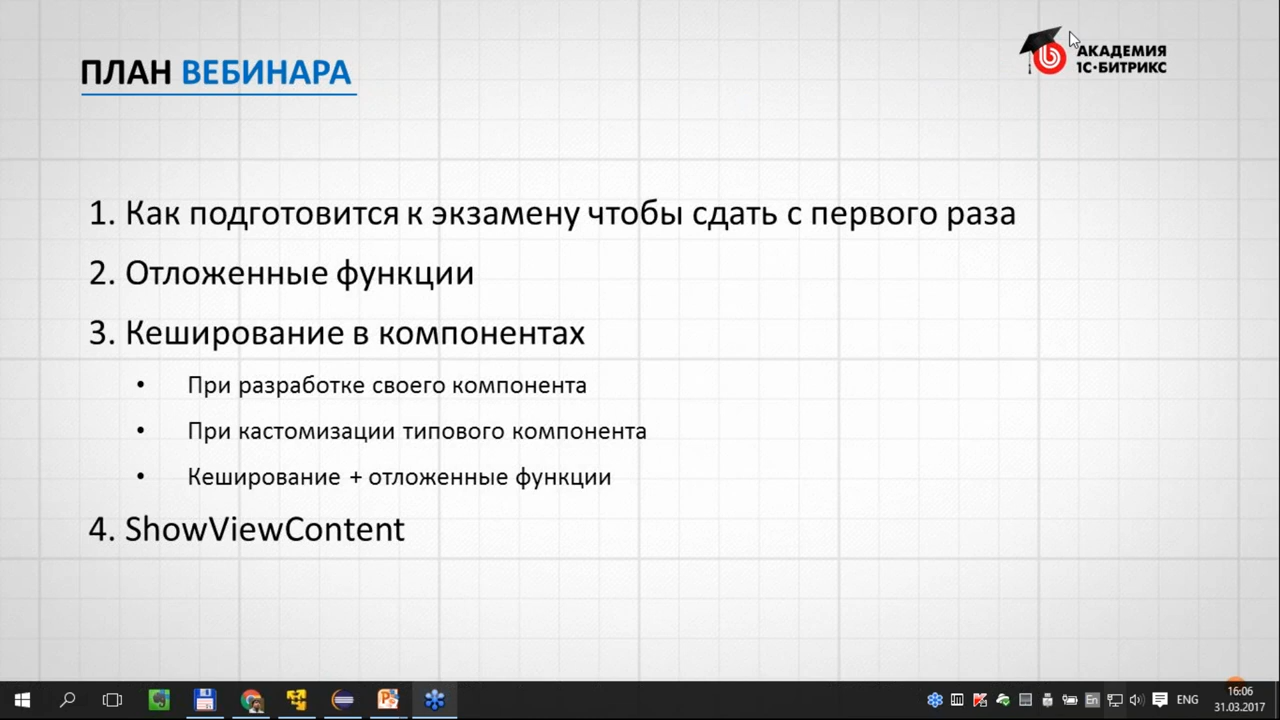 ПЛАН ВЕБИНАРА
АКАДЕМИЯ
1С·БИТРИКС
1. Как подготовится к экзамену чтобы сдать с первого раза
2. Отложенные функции
3. Кеширование в компонентах
• При разработке своего компонента
• При кастомизации типового компонента
• Кеширование + отложенные функции
4. ShowViewContent
En
ENG
16:06
31.03.2017